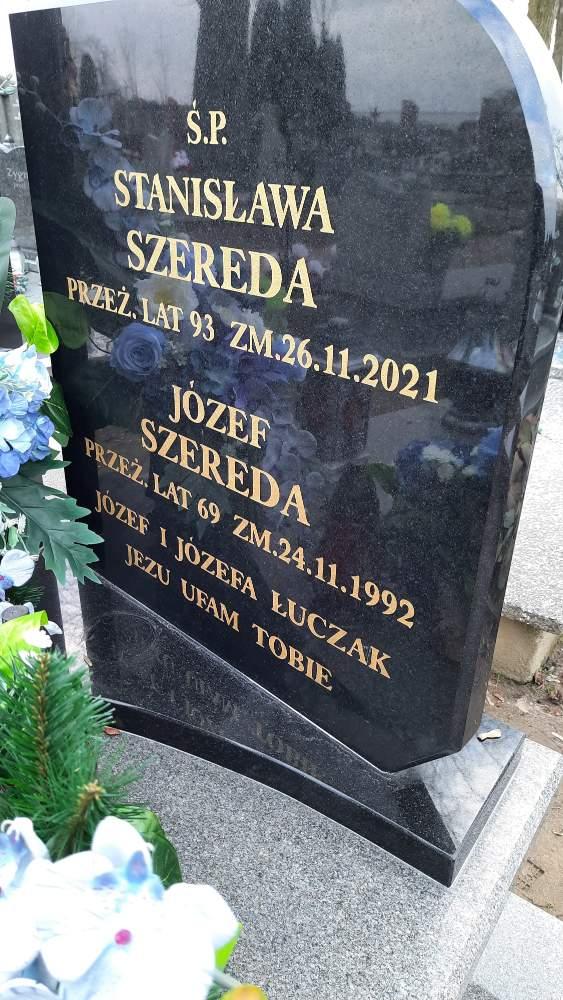 Ś.P.
STANISŁAWA
SZEREDA
PRZEŻ. LAT 93 ZM.26.11.2021
JÓZEF
SZEREDA
PRZEŻ. LAT 69 ZM.24.11.1992
JÓZEF I JÓZEFA ŁUCZAK
JEZU UFAM TOBIE